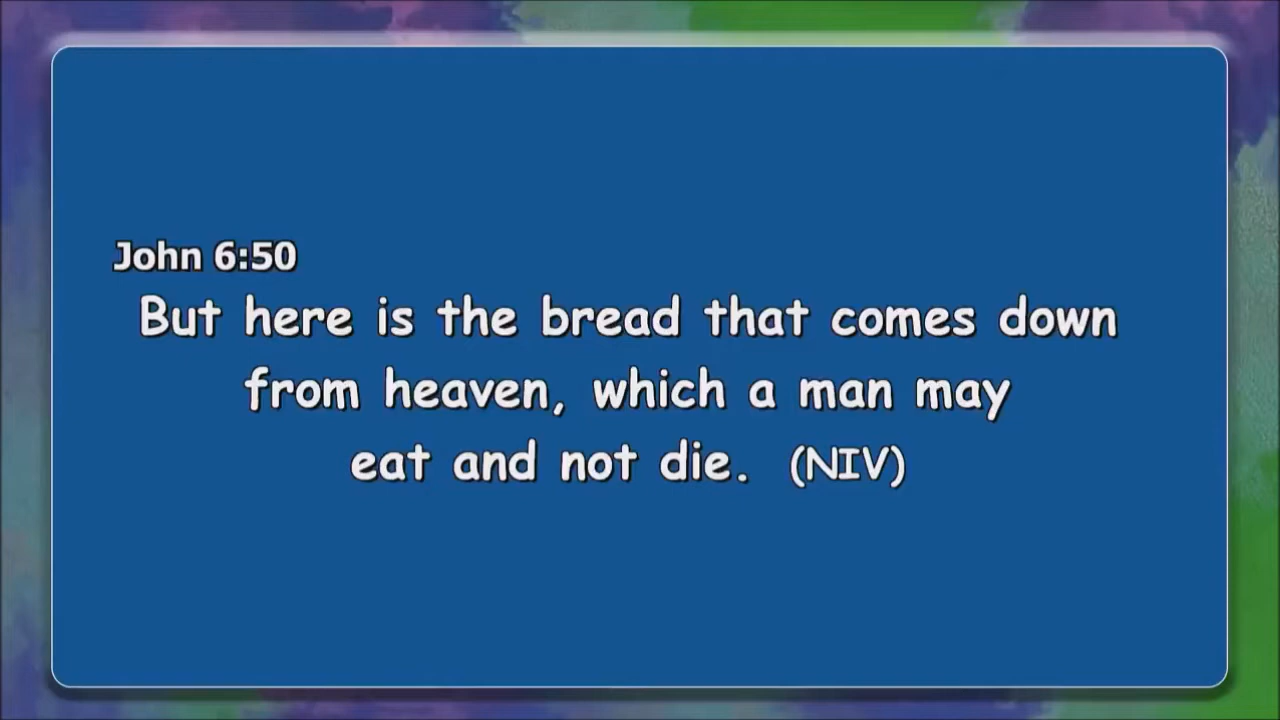 John 6:50
But here is the bread that comes down
from heaven, which a man may
eat and not die. (NIV)